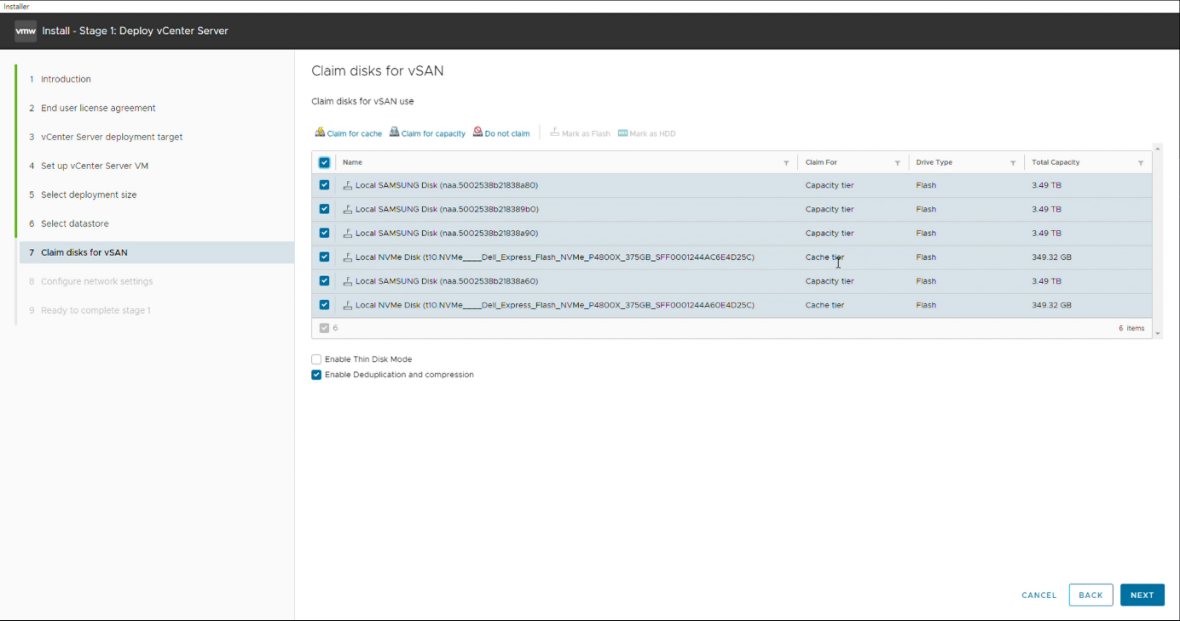 Installer
vmw Install - Stage 1: Deploy vCenter Server
1 Introduction
2 End user license agreement
3 vCenter Server deployment target
4 Set up vCenter Server VM
5 Select deployment size
6 Select datastore
7 Claim disks for vSAN
8 Configure network settings
9 Ready to complete stage 1
Claim disks for vSAN
Claim disks for vSAN use
Claim for cache Claim for capacity Do not claim Mark as Flash Mark as HDD
Name Claim For Drive Type Total Capacity
Local SAMSUNG Disk (naa.5002538b21838a80) Capacity tier Flash 3.49 TB
Local SAMSUNG Disk (naa.5002538b218389b0) Capacity tier Flash 3.49 TB
Local SAMSUNG Disk (naa.5002538b21838a90) Capacity tier Flash 3.49 TB
Local NVMe Disk (t10.NVMe____Dell_Express_Flash_NVMe_P4800X_375GB_SFF0001244AC6E4D25C) Cache tier Flash 349.32 GB
Local SAMSUNG Disk (naa.5002538b21838a60) Capacity tier Flash 3.49 TB
Local NVMe Disk (t10.NVMe____Dell_Express_Flash_NVMe_P4800X_375GB_SFF0001244A60E4D25C) Cache tier Flash 349.32 GB
6 6 items
Enable Thin Disk Mode
Enable Deduplication and compression
CANCEL BACK NEXT